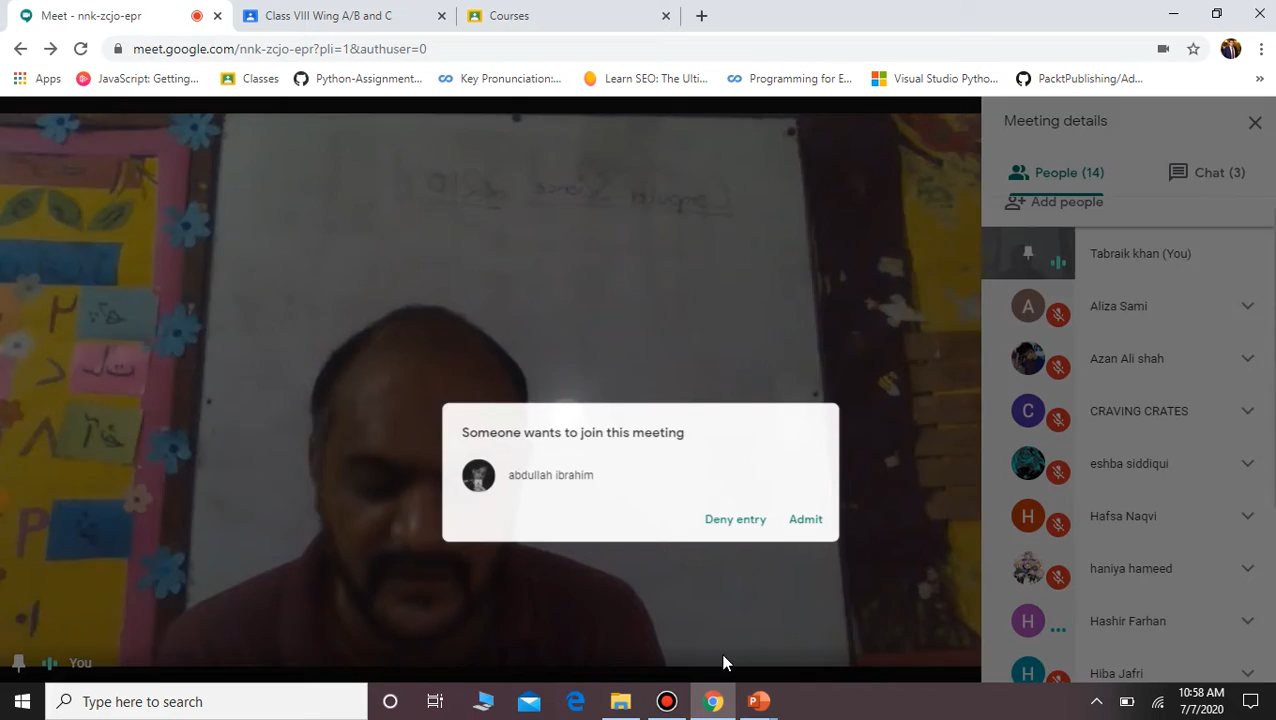 Meet - nnk-zcjo-epr
Class VIII Wing A/B and C
Courses
meet.google.com/nnk-zcjo-epr?pli=1&authuser=0
Apps
JavaScript: Getting...
Classes
Python-Assignment...
Key Pronunciation:...
Learn SEO: The Ulti...
Programming for E...
Visual Studio Pytho...
PacktPublishing/Ad...
»
Meeting details
People (14)
Chat (3)
Add people
Tabraik khan (You)
A
Aliza Sami
Azan Ali shah
C
CRAVING CRATES
eshba siddiqui
H
Hafsa Naqvi
haniya hameed
H
Hashir Farhan
H
Hiba Jafri
Computer Science
Someone wants to join this meeting
abdullah ibrahim
Deny entry
Admit
P
You
Type here to search
10:58 AM
7/7/2020